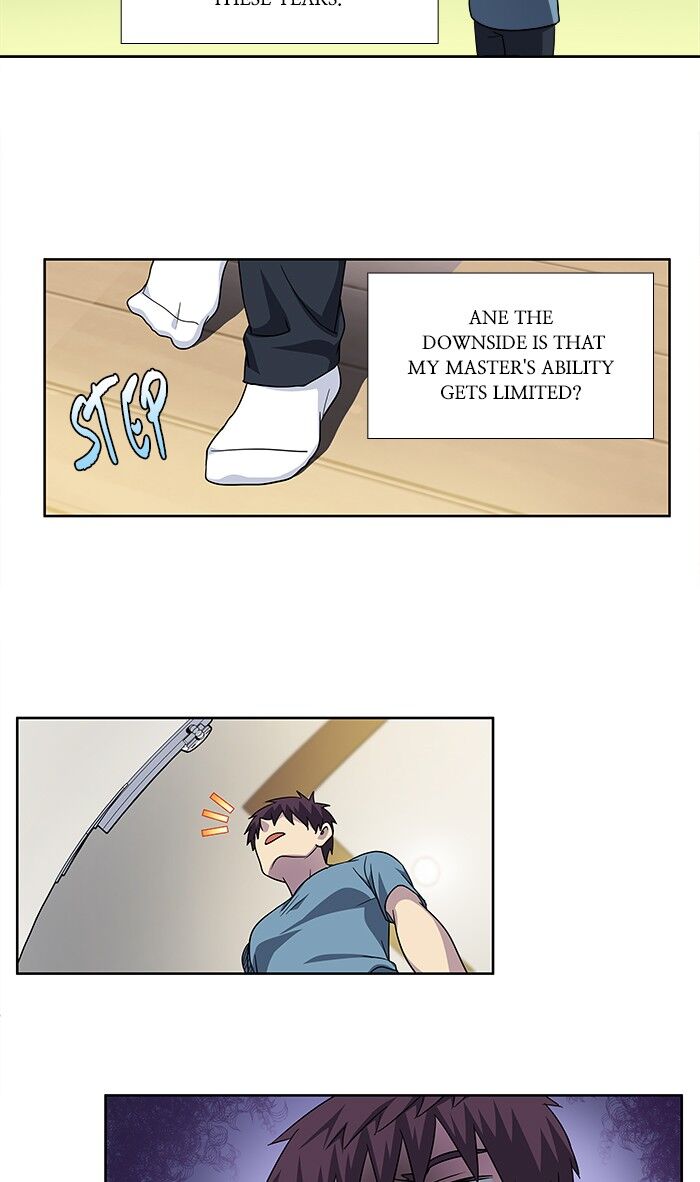 THESE YEARS.
ANE THE
DOWNSIDE IS THAT
MY MASTER'S ABILITY
GETS LIMITED?
STEP